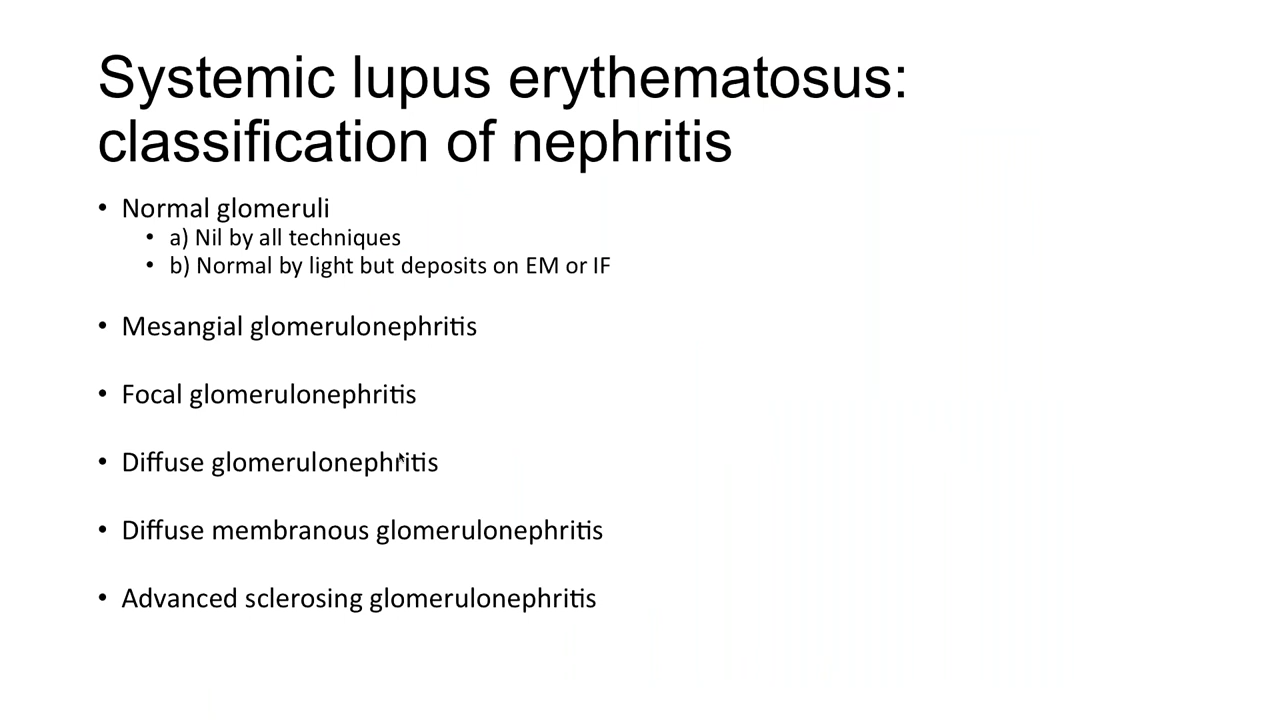 Systemic lupus erythematosus:
classification of nephritis
• Normal glomeruli
• a) Nil by all techniques
• b) Normal by light but deposits on EM or IF
• Mesangial glomerulonephritis
• Focal glomerulonephritis
• Diffuse glomerulonephritis
• Diffuse membranous glomerulonephritis
• Advanced sclerosing glomerulonephritis